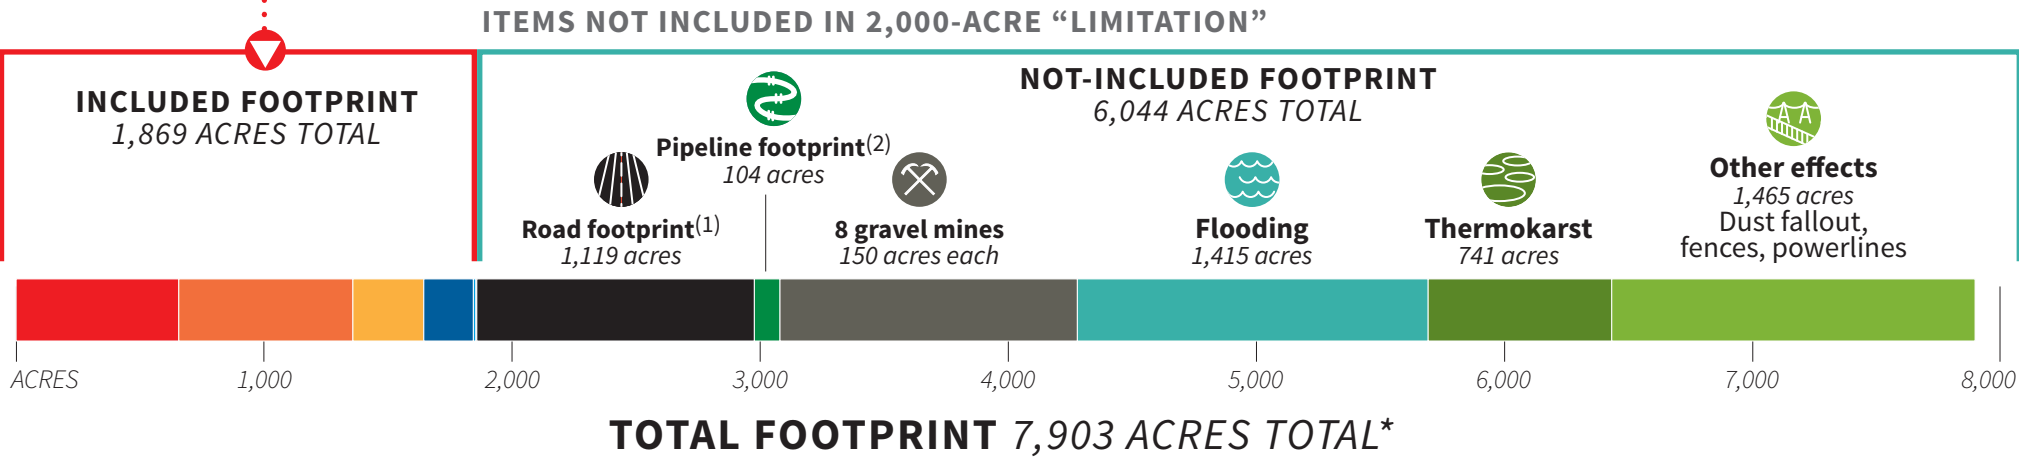 ITEMS NOT INCLUDED IN 2,000-ACRE “LIMITATION”
INCLUDED FOOTPRINT
1,869 ACRES TOTAL
NOT-INCLUDED FOOTPRINT
6,044 ACRES TOTAL
Road footprint(1)
1,119 acres
Pipeline footprint(2)
104 acres
8 gravel mines
150 acres each
Flooding
1,415 acres
Thermokarst
741 acres
Other effects
1,465 acres
Dust fallout,
fences, powerlines
ACRES 1,000 2,000 3,000 4,000 5,000 6,000 7,000 8,000
TOTAL FOOTPRINT 7,903 ACRES TOTAL*